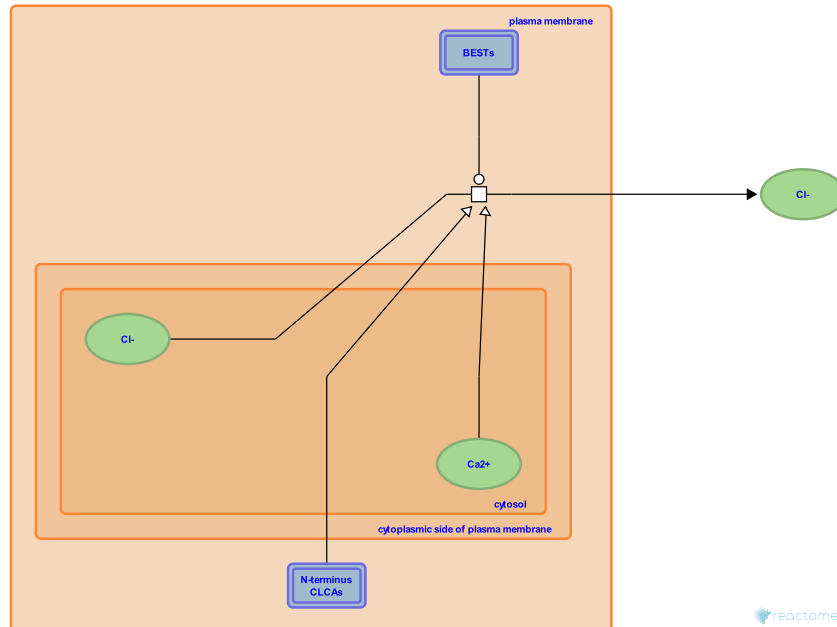 plasma membrane
BESTs
Cl-
Cl-
Ca2+
cytosol
cytoplasmic side of plasma membrane
N-terminus
CLCAs
reactome